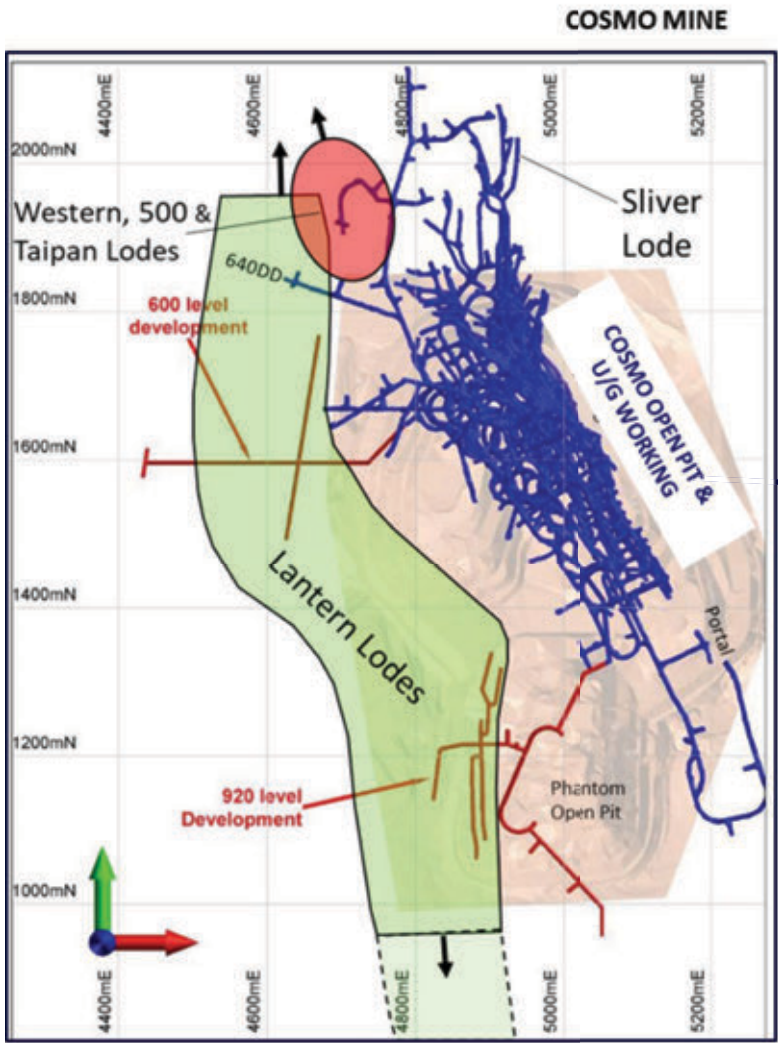 COSMO MINE
4400mE
4600mE
4800mE
5000mE
5200mE
2000mN
Western, 500 &
Taipan Lodes
Sliver
Lode
640DD
1800mN
600 level
development
COSMO OPEN PIT &
U/G WORKING
1600mN
Lantern Lodes
1400mN
Portal
1200mN
920 level
Development
Phantom
Open Pit
1000mN
4400mE
4600mE
4800mE
5000mE
5200mE